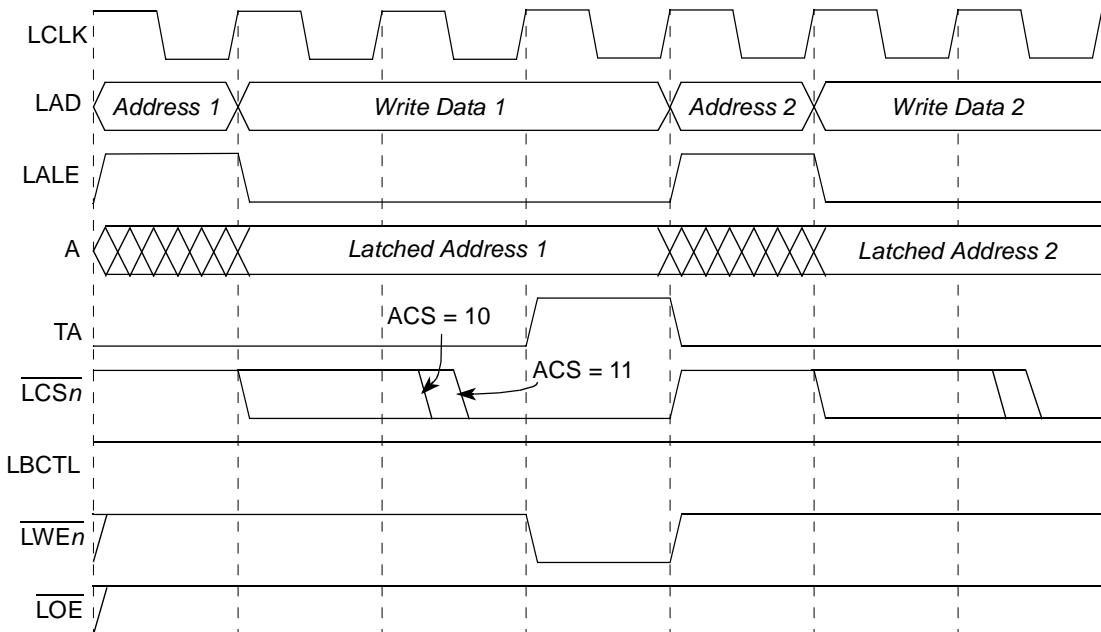 LCLK
LAD Address 1 Write Data 1 Address 2 Write Data 2
LALE
A Latched Address 1 Latched Address 2
TA ACS = 10
LCSn ACS = 11
LBCTL
LWEn
LOE